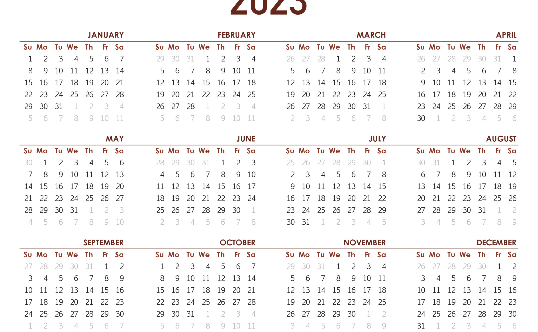 2023
JANUARY
Su Mo Tu We Th Fr Sa
1 2 3 4 5 6 7
8 9 10 11 12 13 14
15 16 17 18 19 20 21
22 23 24 25 26 27 28
29 30 31 1 2 3 4
5 6 7 8 9 10 11
FEBRUARY
Su Mo Tu We Th Fr Sa
29 30 31 1 2 3 4
5 6 7 8 9 10 11
12 13 14 15 16 17 18
19 20 21 22 23 24 25
26 27 28 1 2 3 4
5 6 7 8 9 10 11
MARCH
Su Mo Tu We Th Fr Sa
26 27 28 1 2 3 4
5 6 7 8 9 10 11
12 13 14 15 16 17 18
19 20 21 22 23 24 25
26 27 28 29 30 31 1
2 3 4 5 6 7 8
APRIL
Su Mo Tu We Th Fr Sa
26 27 28 29 30 31 1
2 3 4 5 6 7 8
9 10 11 12 13 14 15
16 17 18 19 20 21 22
23 24 25 26 27 28 29
30 1 2 3 4 5 6
MAY
Su Mo Tu We Th Fr Sa
30 1 2 3 4 5 6
7 8 9 10 11 12 13
14 15 16 17 18 19 20
21 22 23 24 25 26 27
28 29 30 31 1 2 3
4 5 6 7 8 9 10
JUNE
Su Mo Tu We Th Fr Sa
28 29 30 31 1 2 3
4 5 6 7 8 9 10
11 12 13 14 15 16 17
18 19 20 21 22 23 24
25 26 27 28 29 30 1
2 3 4 5 6 7 8
JULY
Su Mo Tu We Th Fr Sa
25 26 27 28 29 30 1
2 3 4 5 6 7 8
9 10 11 12 13 14 15
16 17 18 19 20 21 22
23 24 25 26 27 28 29
30 31 1 2 3 4 5
AUGUST
Su Mo Tu We Th Fr Sa
30 31 1 2 3 4 5
6 7 8 9 10 11 12
13 14 15 16 17 18 19
20 21 22 23 24 25 26
27 28 29 30 31 1 2
3 4 5 6 7 8 9
SEPTEMBER
Su Mo Tu We Th Fr Sa
27 28 29 30 31 1 2
3 4 5 6 7 8 9
10 11 12 13 14 15 16
17 18 19 20 21 22 23
24 25 26 27 28 29 30
1 2 3 4 5 6 7
OCTOBER
Su Mo Tu We Th Fr Sa
1 2 3 4 5 6 7
8 9 10 11 12 13 14
15 16 17 18 19 20 21
22 23 24 25 26 27 28
29 30 31 1 2 3 4
5 6 7 8 9 10 11
NOVEMBER
Su Mo Tu We Th Fr Sa
29 30 31 1 2 3 4
5 6 7 8 9 10 11
12 13 14 15 16 17 18
19 20 21 22 23 24 25
26 27 28 29 30 1 2
3 4 5 6 7 8 9
DECEMBER
Su Mo Tu We Th Fr Sa
26 27 28 29 30 1 2
3 4 5 6 7 8 9
10 11 12 13 14 15 16
17 18 19 20 21 22 23
24 25 26 27 28 29 30
31 1 2 3 4 5 6